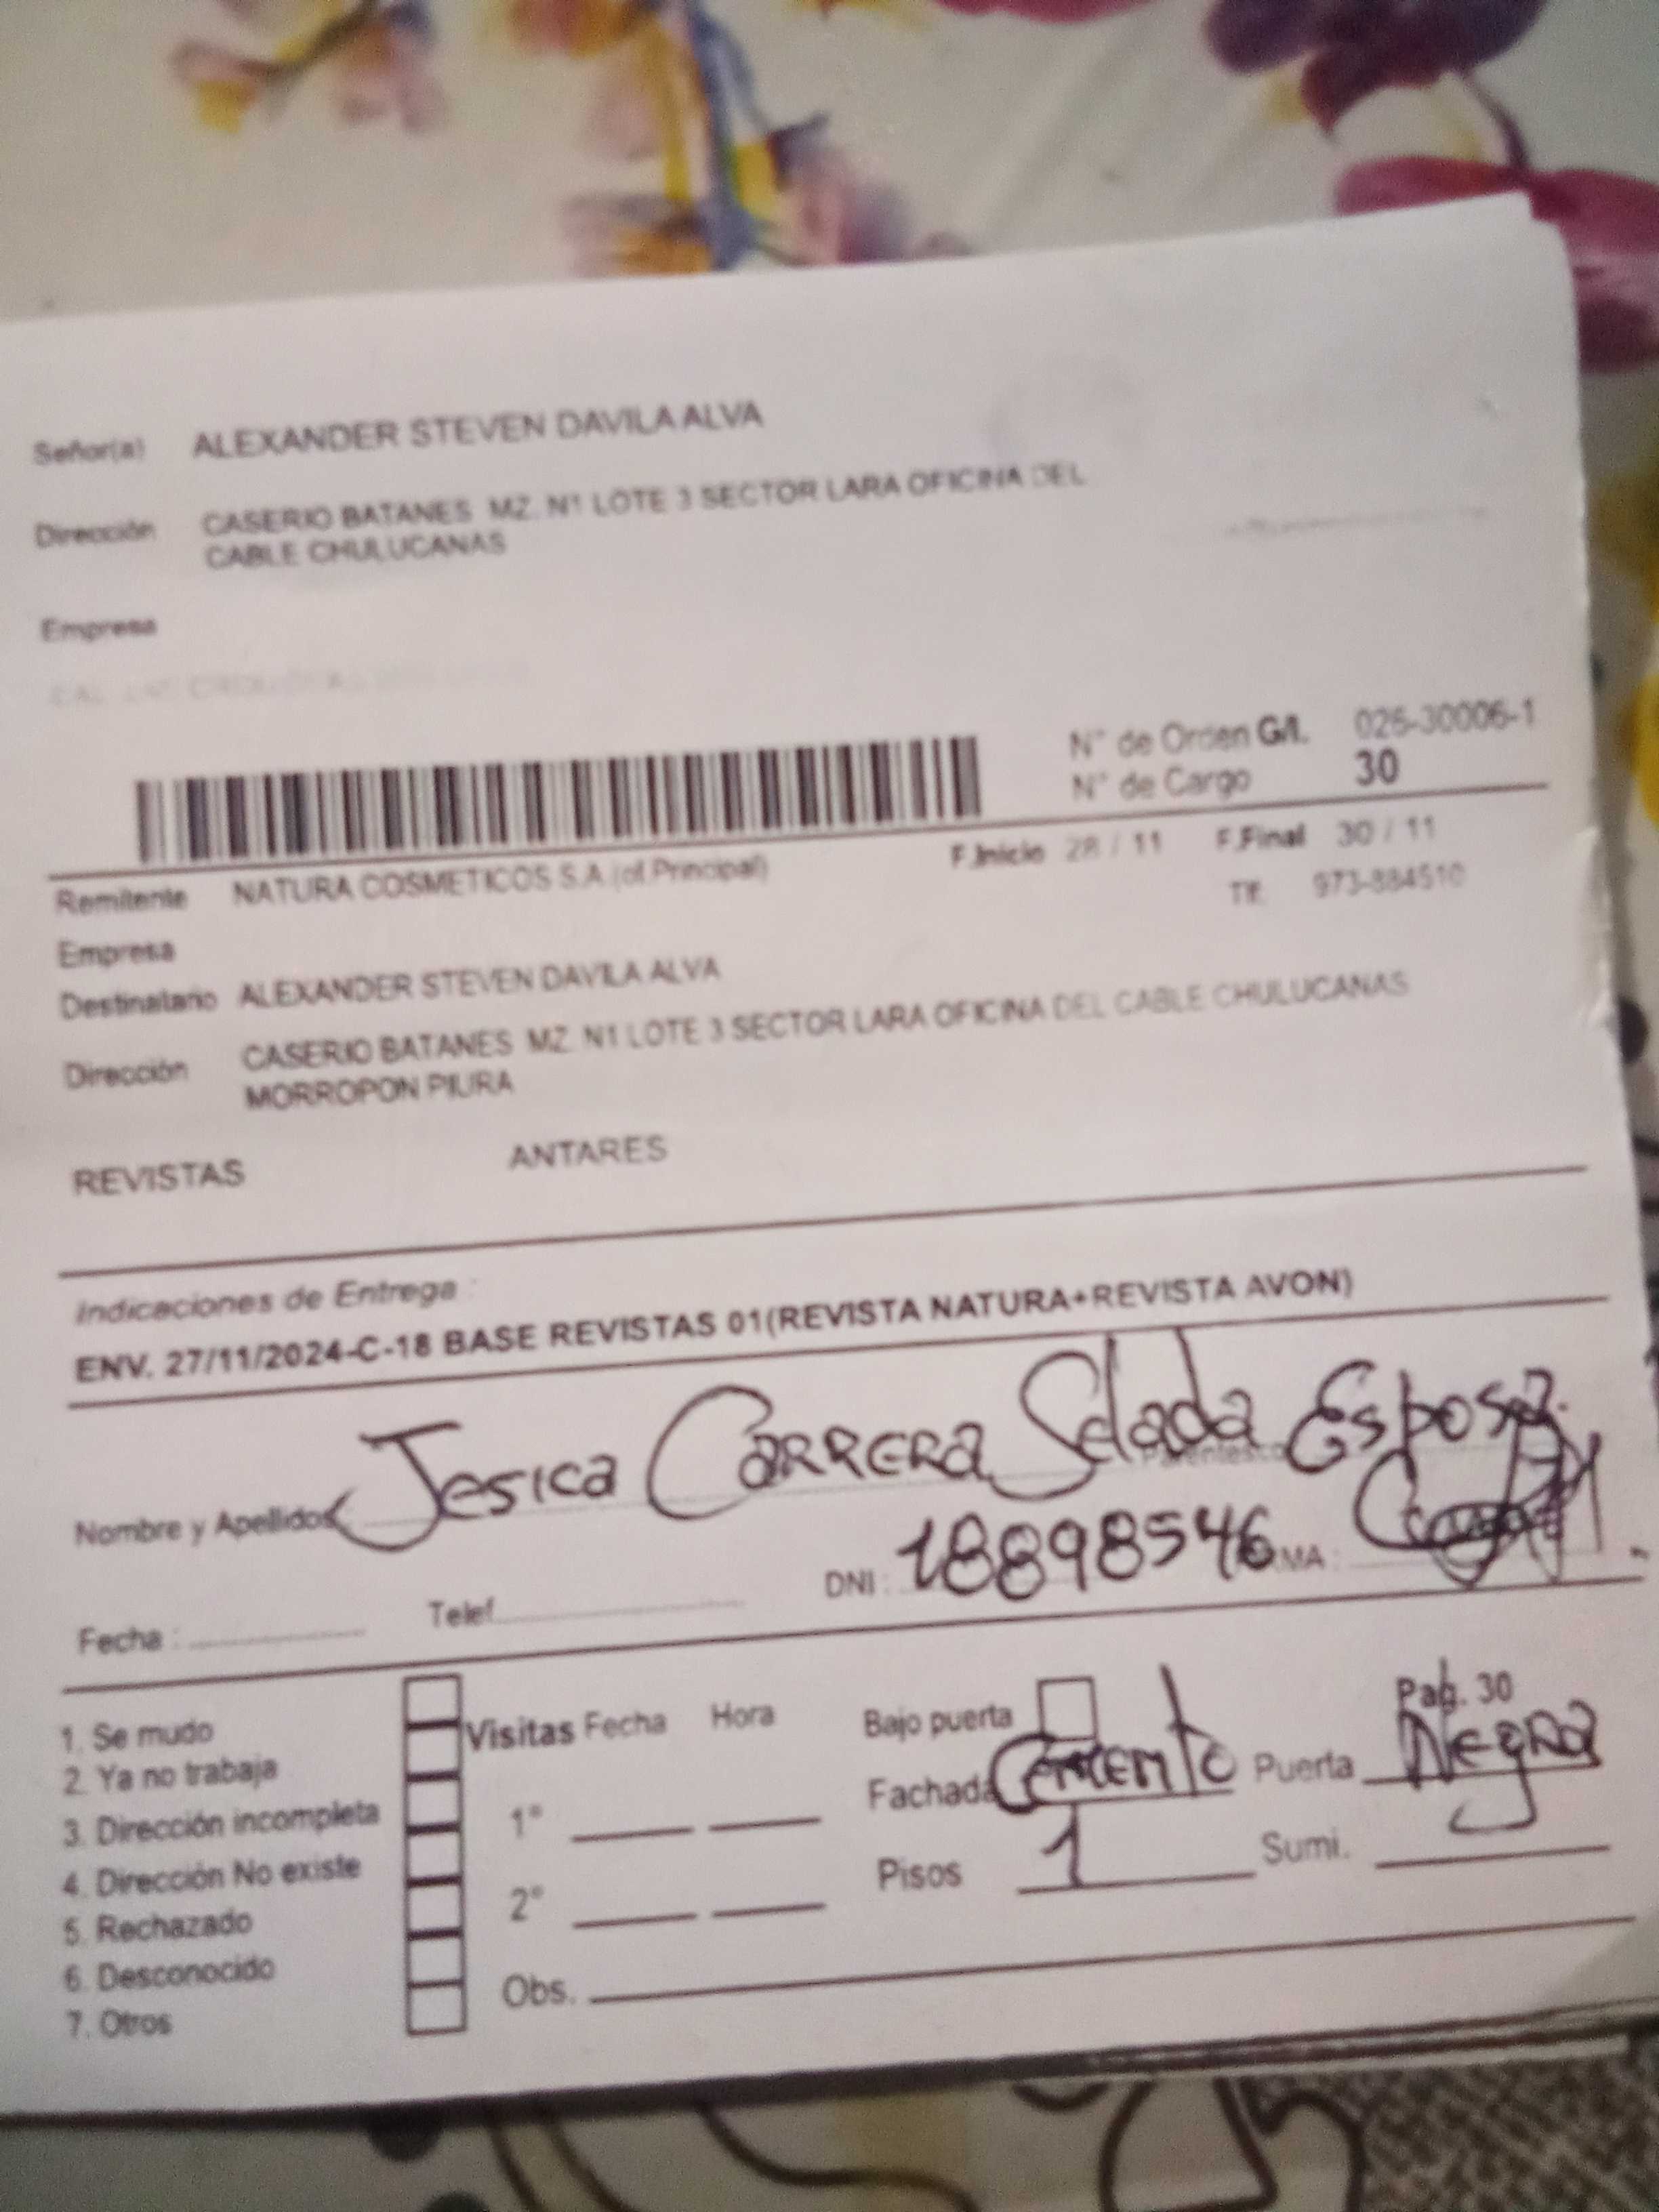 Señor(a) ALEXANDER STEVEN DAVILA ALVA
Dirección CASERIO BATANES MZ. N1 LOTE 3 SECTOR LARA OFICINA DEL
CABLE CHULUCANAS
Empresa
N° de Orden G/I. 026-30006-1
N° de Cargo 30
Remitente NATURA COSMETICOS S.A (of.Principal) F.Inicio 28 / 11 F.Final 30 / 11
Empresa Tlf. 973-884510
Destinatario ALEXANDER STEVEN DAVILA ALVA
Dirección CASERIO BATANES MZ. N1 LOTE 3 SECTOR LARA OFICINA DEL CABLE CHULUCANAS
MORROPON PIURA
REVISTAS ANTARES
Indicaciones de Entrega :
ENV. 27/11/2024-C-18 BASE REVISTAS 01(REVISTA NATURA+REVISTA AVON)
Nombre y Apellidos Jesica CARRERA Selada Parentesco Esposa.
Fecha : Telef. DNI : 18898546 MA :
1. Se mudo Visitas Fecha Hora Bajo puerta Pag. 30
2. Ya no trabaja Fachada Cemento Puerta Negra
3. Dirección incompleta 1°
4. Dirección No existe Pisos 1 Sumi.
5. Rechazado 2°
6. Desconocido
7. Otros Obs.